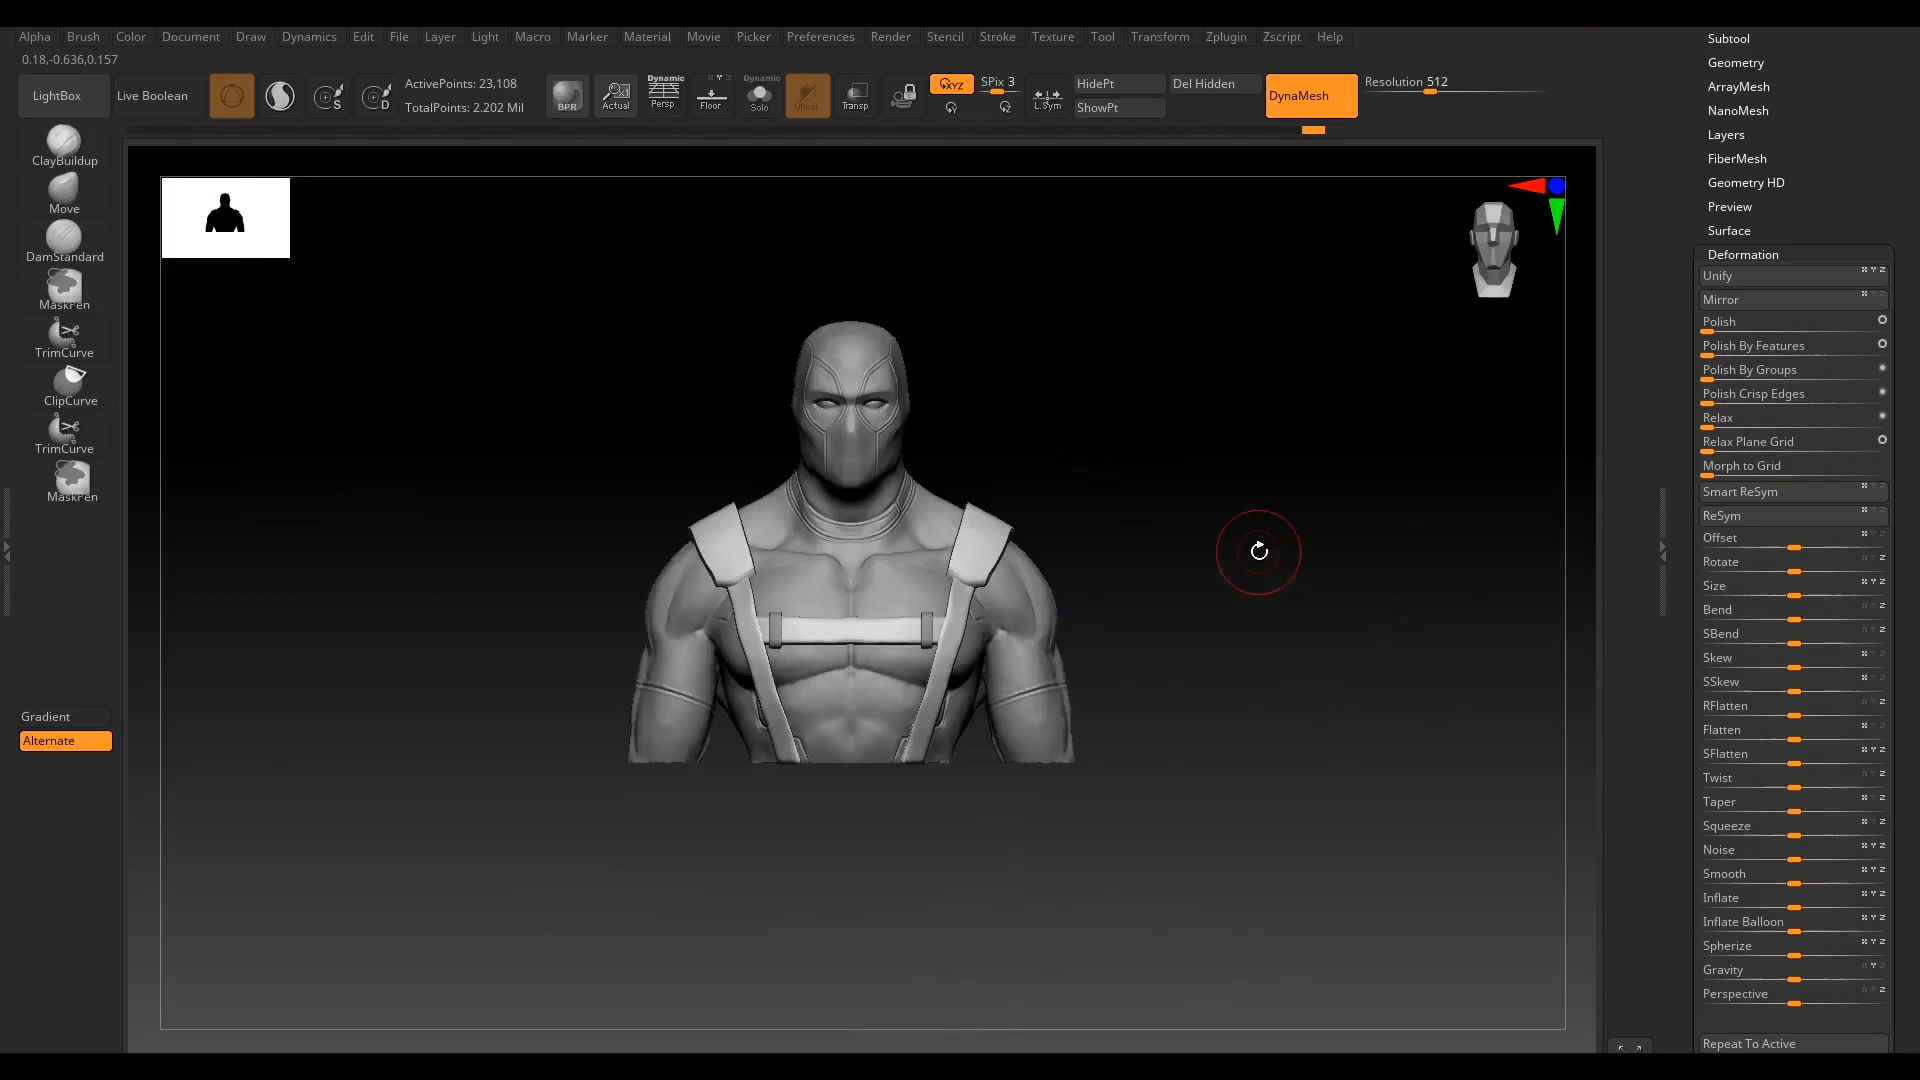 Alpha Brush Color Document Draw Dynamics Edit File Layer Light Macro Marker Material Movie Picker Preferences Render Stencil Stroke Texture Tool Transform Zplugin Zscript Help
0.18,-0.636,0.157
LightBox
Live Boolean
S
D
ActivePoints: 23,108
TotalPoints: 2.202 Mil
BPR
Actual
Dynamic
Persp
Floor
Dynamic
Solo
Ghost
Transp
XYZ
SPix 3
Y
Z
L.Sym
HidePt
ShowPt
Del Hidden
DynaMesh
Resolution 512
ClayBuildup
Move
DamStandard
MaskPen
TrimCurve
ClipCurve
TrimCurve
MaskPen
Gradient
Alternate
Subtool
Geometry
ArrayMesh
NanoMesh
Layers
FiberMesh
Geometry HD
Preview
Surface
Deformation
Unify
Mirror
Polish
Polish By Features
Polish By Groups
Polish Crisp Edges
Relax
Relax Plane Grid
Morph to Grid
Smart ReSym
ReSym
Offset
Rotate
Size
Bend
SBend
Skew
SSkew
RFlatten
Flatten
SFlatten
Twist
Taper
Squeeze
Noise
Smooth
Inflate
Inflate Balloon
Spherize
Gravity
Perspective
Repeat To Active